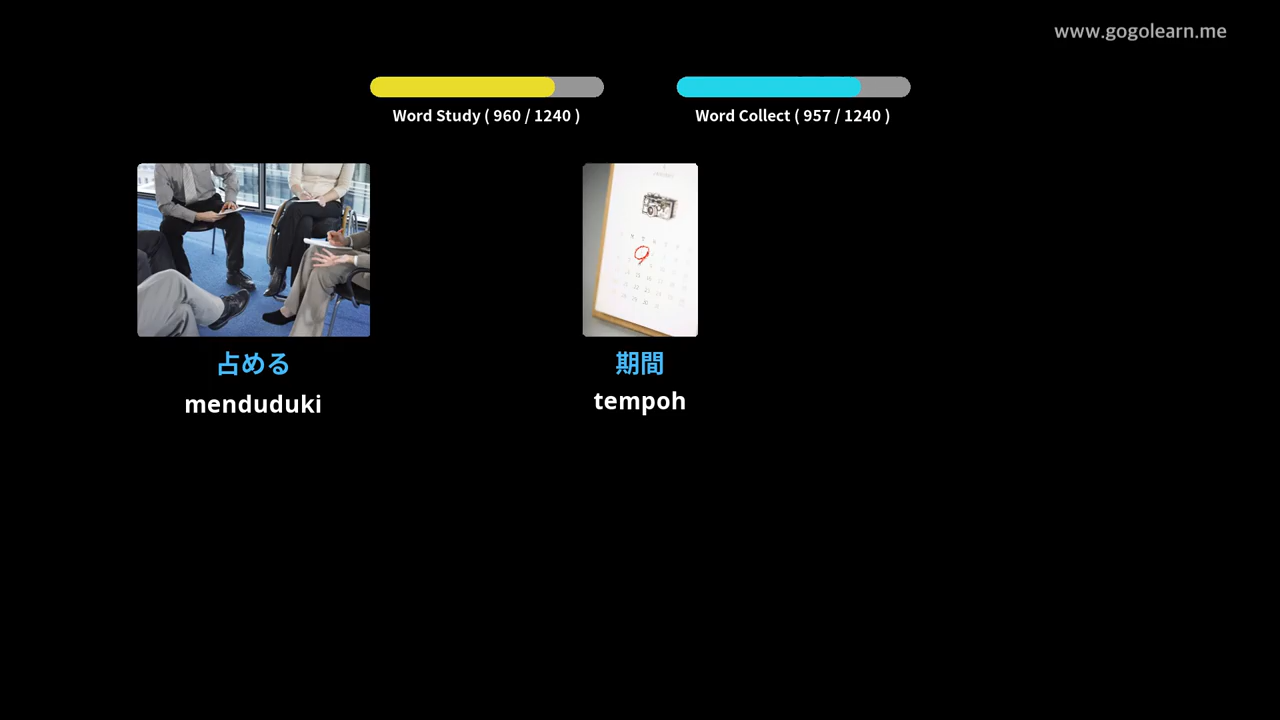 www.gogolearn.me
Word Study ( 960 / 1240 )
Word Collect ( 957 / 1240 )
占める
menduduki
期間
tempoh